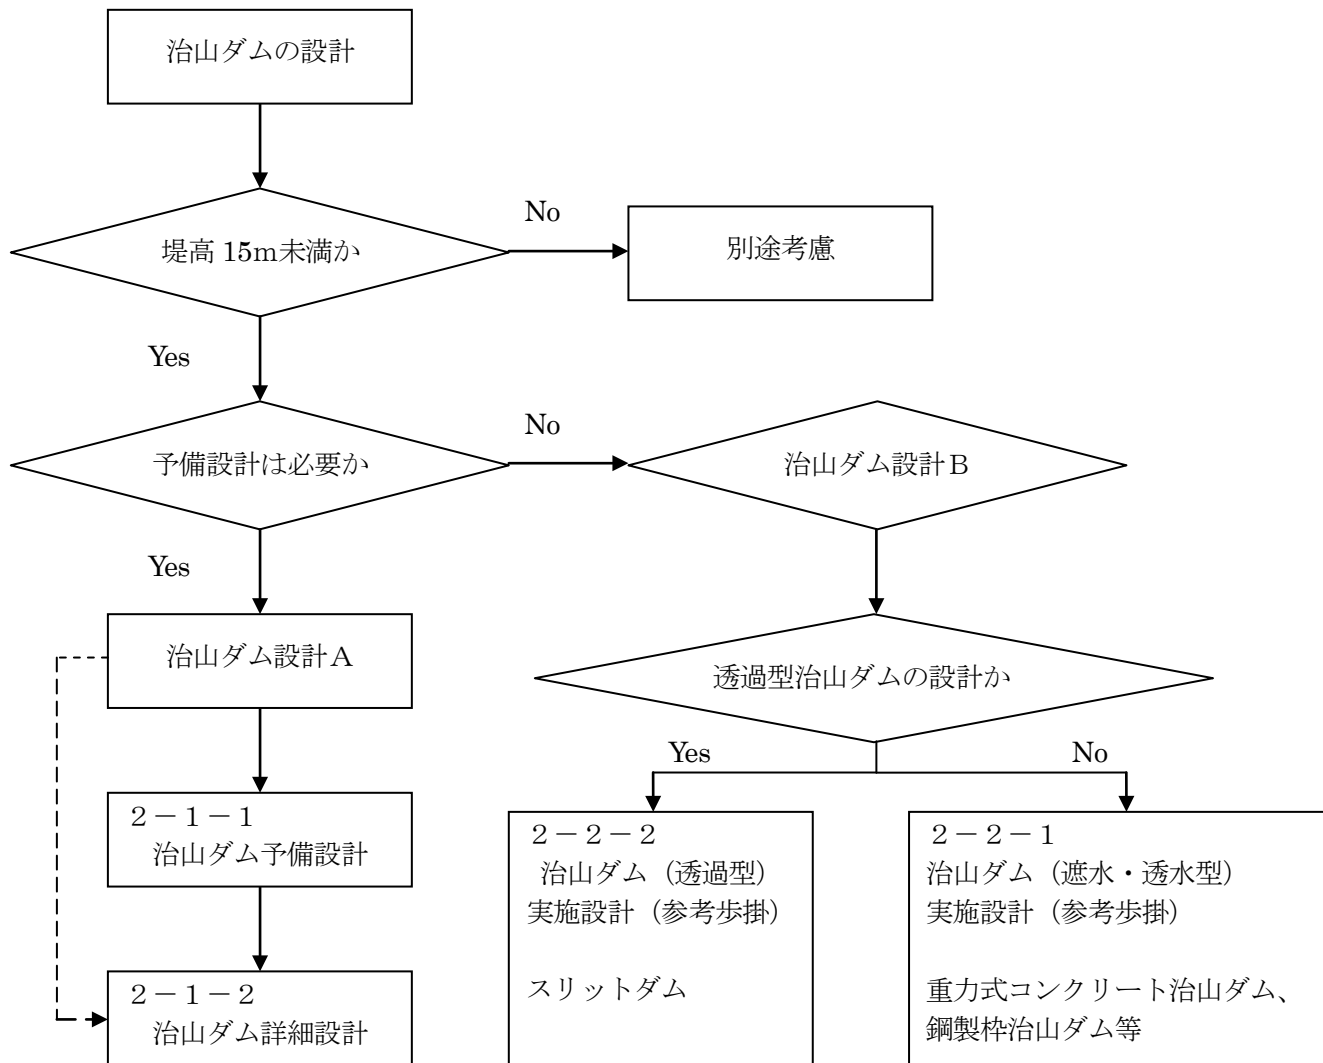 治山ダムの設計
堤高 15m未満か
No
別途考慮
Yes
予備設計は必要か
No
治山ダム設計Ｂ
Yes
治山ダム設計Ａ
透過型治山ダムの設計か
Yes
No
２－１－１
治山ダム予備設計
２－２－２
治山ダム（透過型）
実施設計（参考歩掛）
スリットダム
２－２－１
治山ダム（遮水・透水型）
実施設計（参考歩掛）
重力式コンクリート治山ダム、
鋼製枠治山ダム等
２－１－２
治山ダム詳細設計